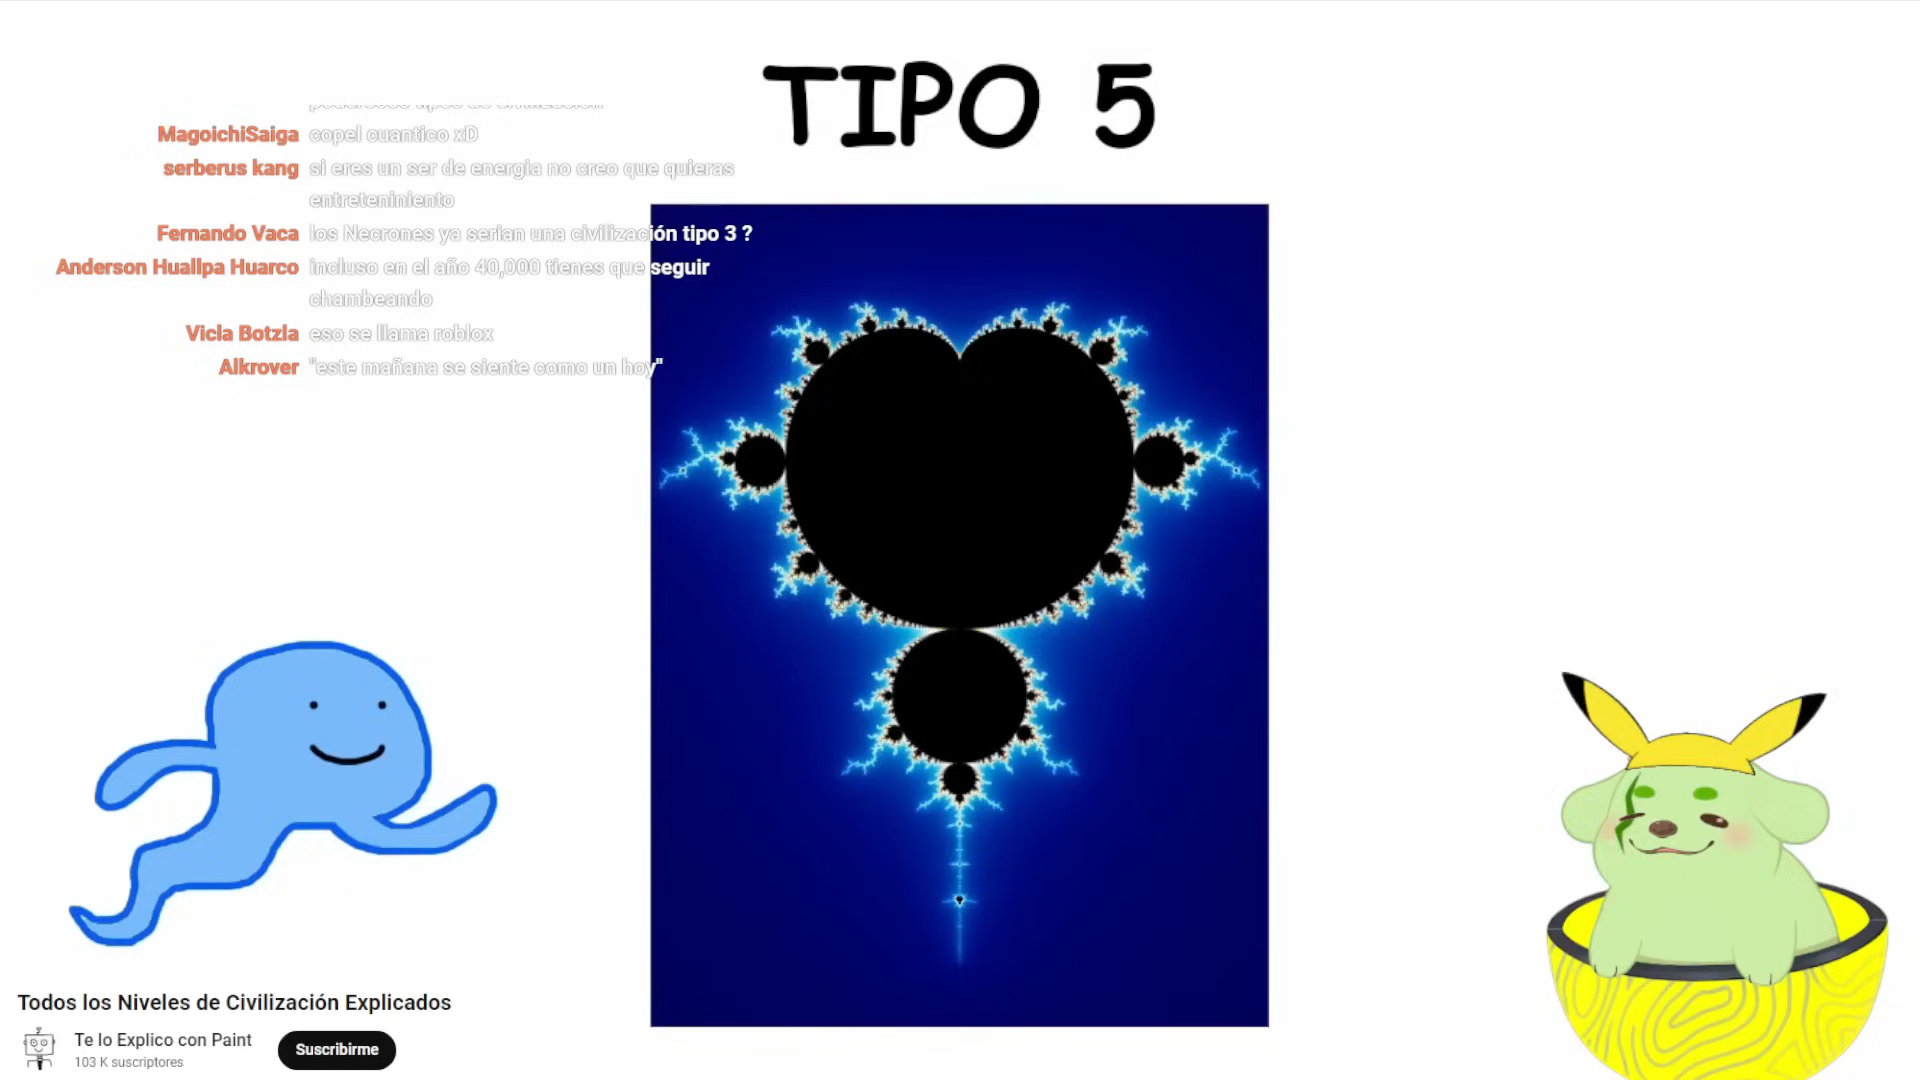 TIPO 5
MagoichiSaiga copel cuantico xD
serberus kang si eres un ser de energia no creo que quieras
entreteniniento
Fernando Vaca los Necrones ya serian una civilización tipo 3 ?
Anderson Huallpa Huarco incluso en el año 40,000 tienes que seguir
chambeando
Vicla Botzla eso se llama roblox
Alkrover "este mañana se siente como un hoy"
Todos los Niveles de Civilización Explicados
Te lo Explico con Paint
103 K suscriptores
Suscribirme